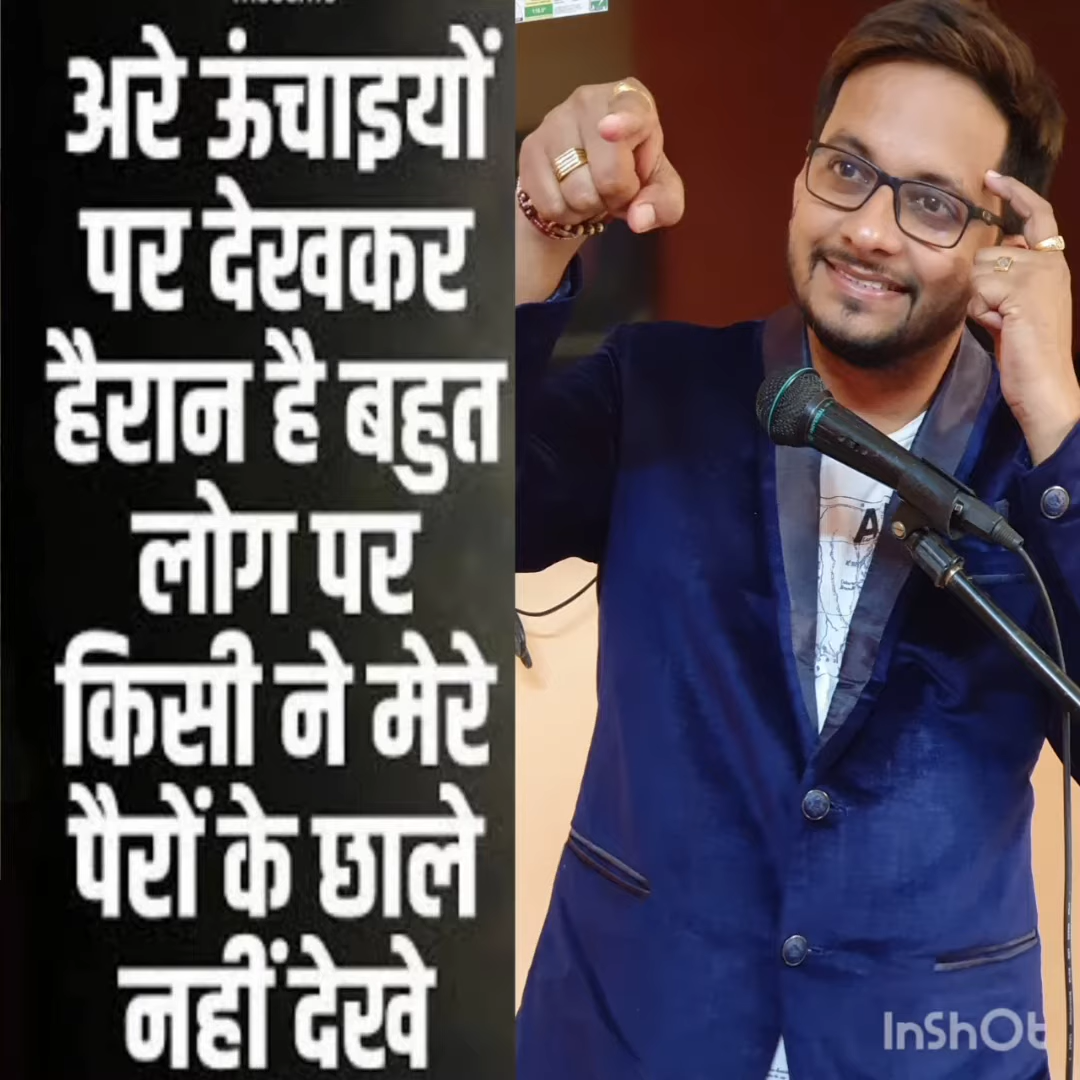 अरे ऊंचाइयों
पर देखकर
हैरान है बहुत
लोग पर
किसी ने मेरे
पैरों के छाले
नहीं देखे
A
InShOt